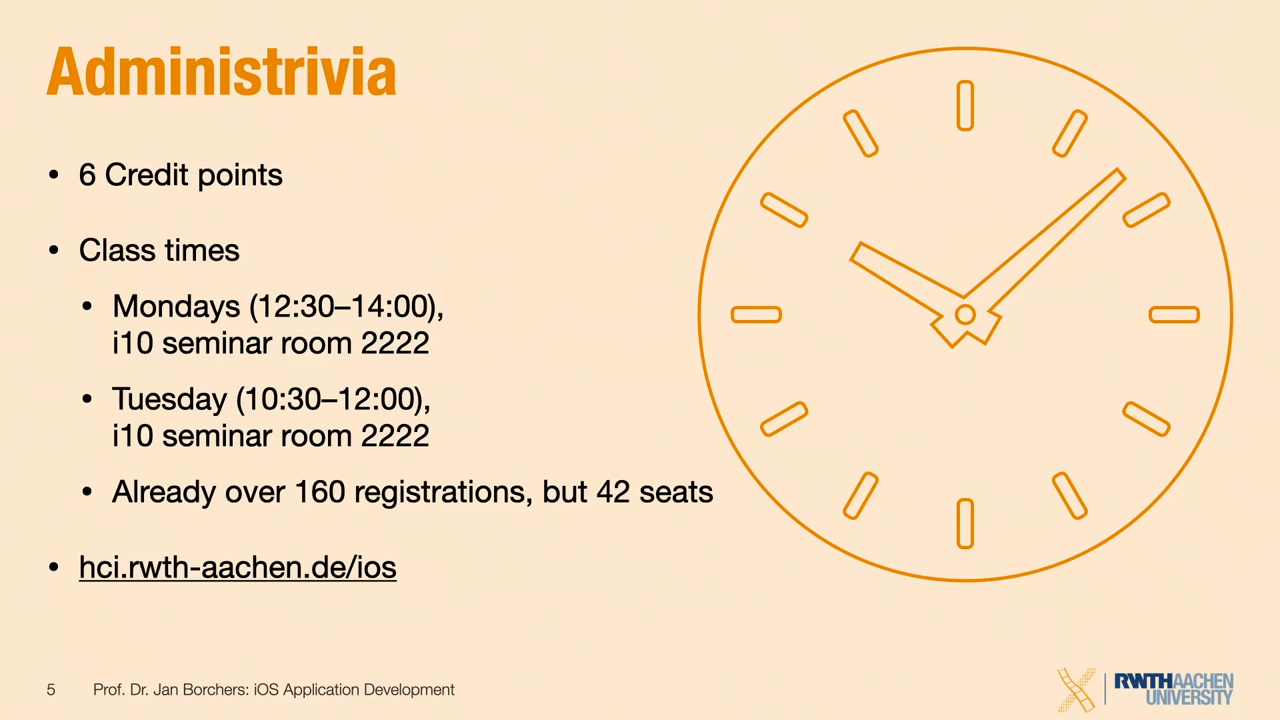 Administrivia
• 6 Credit points
• Class times
• Mondays (12:30–14:00),
i10 seminar room 2222
• Tuesday (10:30–12:00),
i10 seminar room 2222
• Already over 160 registrations, but 42 seats
• hci.rwth-aachen.de/ios
5 Prof. Dr. Jan Borchers: iOS Application Development
RWTHAACHEN
UNIVERSITY